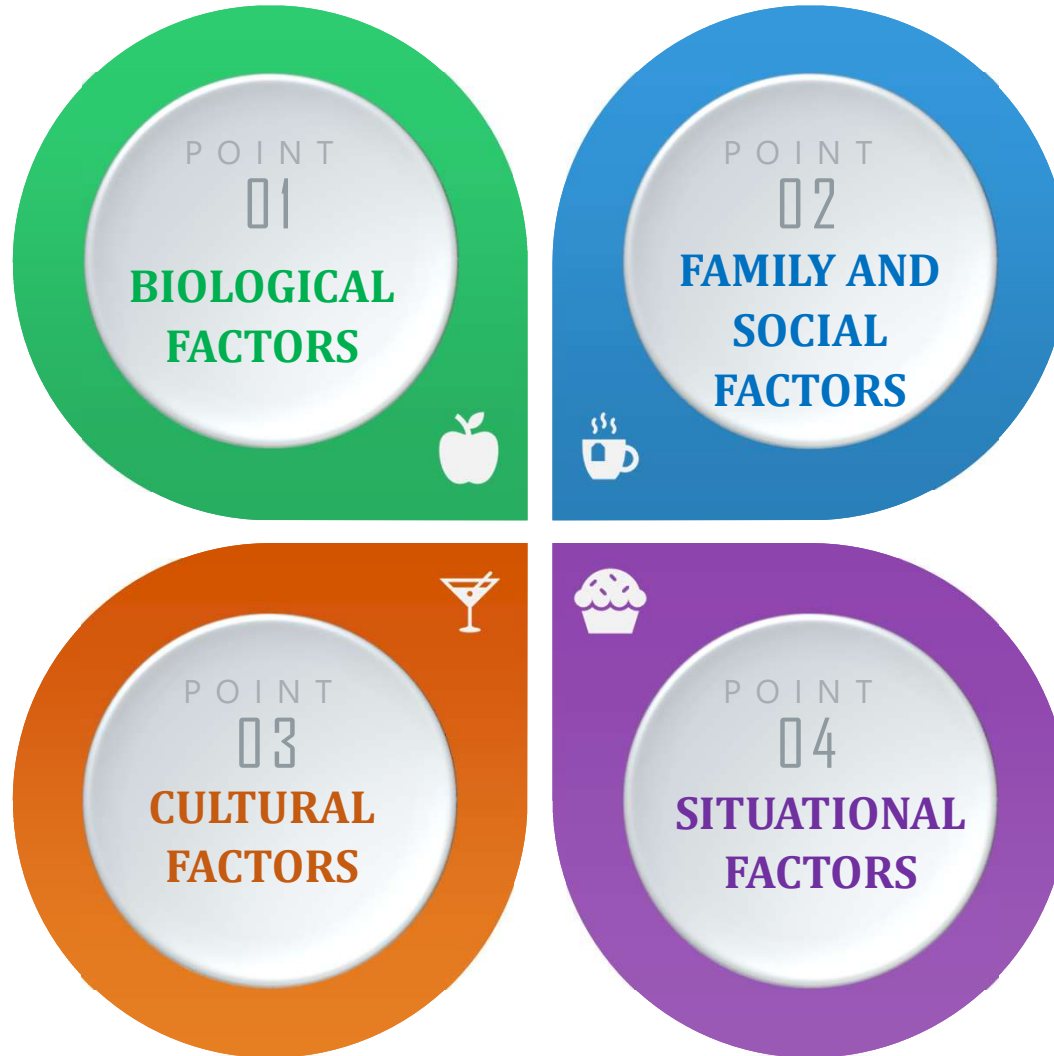 POINT
01
BIOLOGICAL
FACTORS
POINT
02
FAMILY AND
SOCIAL
FACTORS
POINT
03
CULTURAL
FACTORS
POINT
04
SITUATIONAL
FACTORS